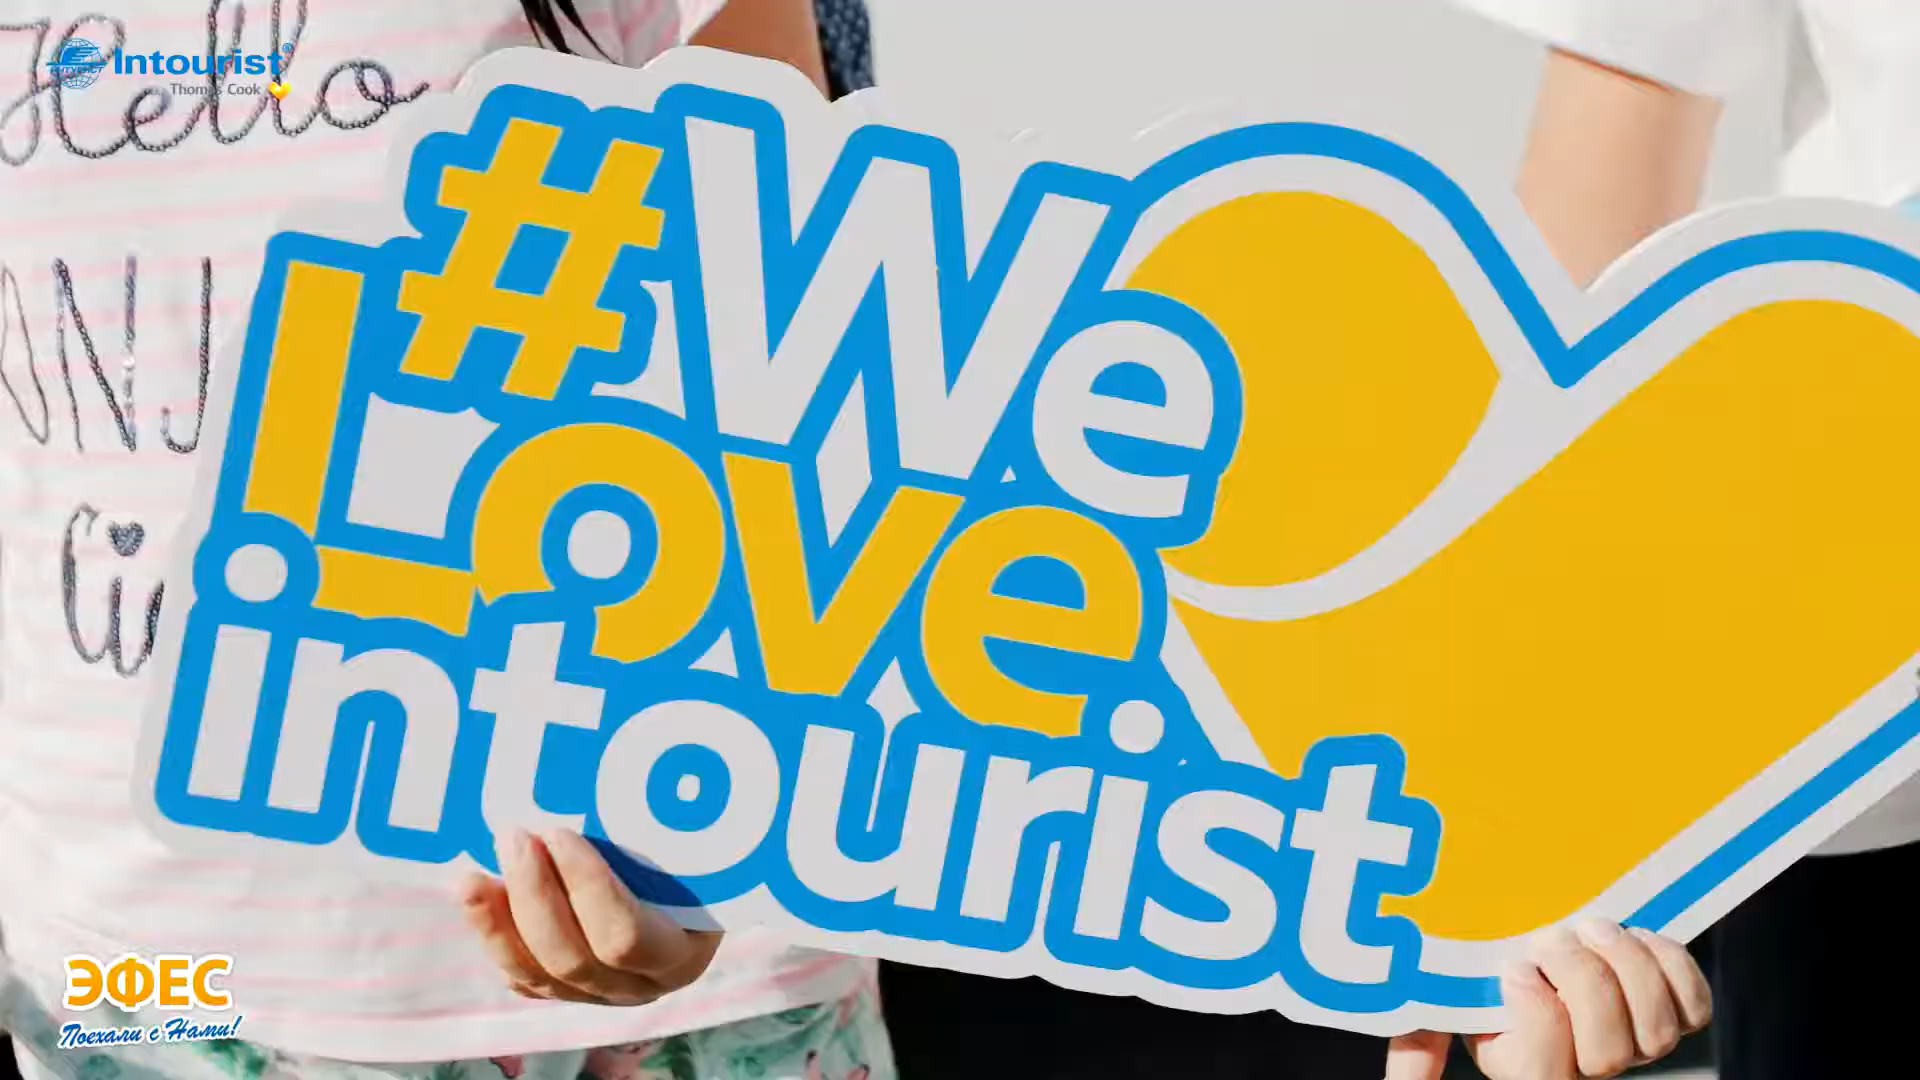 Hello
Intourist®
Thomas Cook
#We
Love
intourist
ЭФЕС
Поехали с Нами!